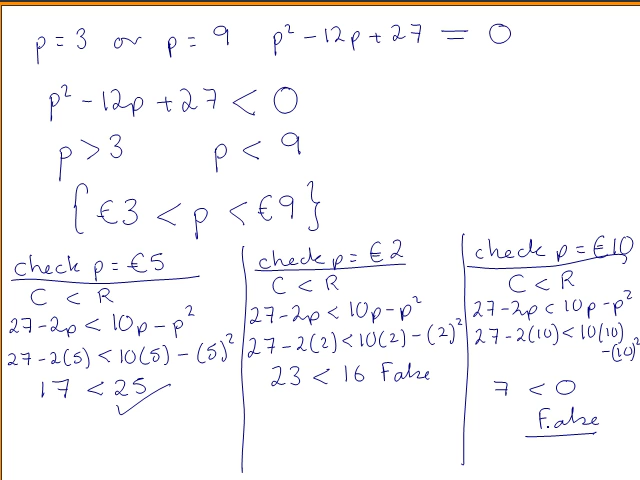 p = 3 or p = 9 p² - 12p + 27 = 0
p² - 12p + 27 < 0
p > 3 p < 9
{€3 < p < €9}
check p = €5
C < R
27 - 2p < 10p - p²
27 - 2(5) < 10(5) - (5)²
17 < 25 ✓
check p = €2
C < R
27 - 2p < 10p - p²
27 - 2(2) < 10(2) - (2)²
23 < 16 False
check p = €10
C < R
27 - 2p < 10p - p²
27 - 2(10) < 10(10)
- (10)²
7 < 0
False